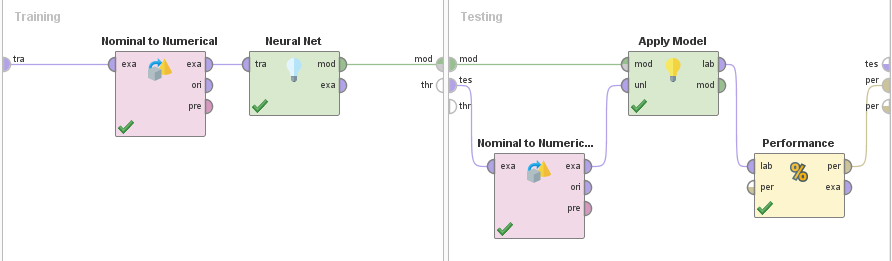 Training
Testing
Nominal to Numerical
Neural Net
Apply Model
tra
exa
exa
ori
pre
tra
mod
exa
mod
thr
mod
tes
thr
mod
unl
lab
mod
tes
per
per
Nominal to Numeric...
exa
exa
ori
pre
Performance
%
lab
per
per
exa